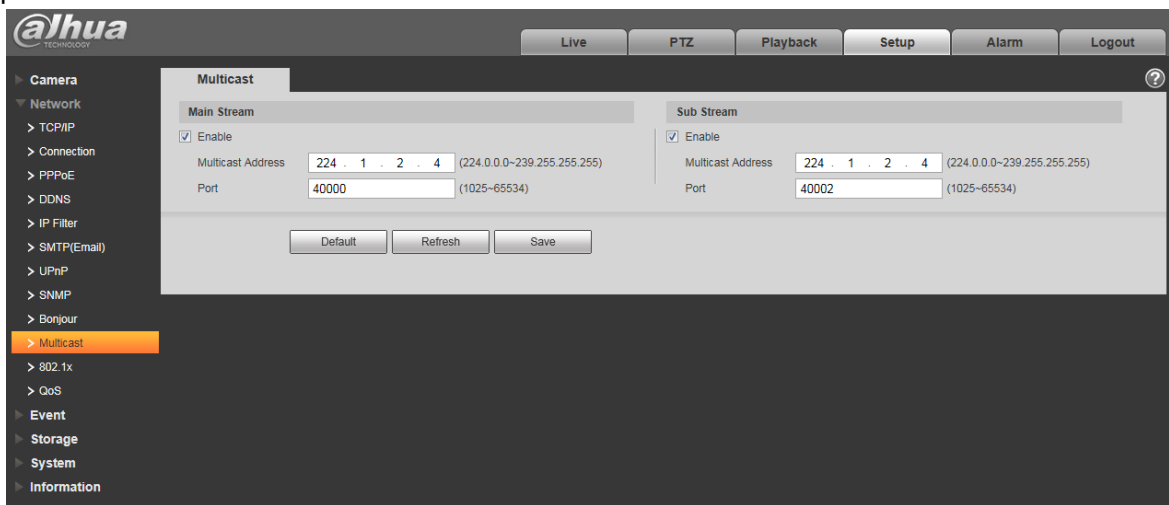 alhua
TECHNOLOGY
Live PTZ Playback Setup Alarm Logout
Camera
Network
> TCP/IP
> Connection
> PPPoE
> DDNS
> IP Filter
> SMTP(Email)
> UPnP
> SNMP
> Bonjour
> Multicast
> 802.1x
> QoS
Event
Storage
System
Information
Multicast
?
Main Stream
Enable
Multicast Address 224 . 1 . 2 . 4 (224.0.0.0~239.255.255.255)
Port 40000 (1025~65534)
Sub Stream
Enable
Multicast Address 224 . 1 . 2 . 4 (224.0.0.0~239.255.255.255)
Port 40002 (1025~65534)
Default Refresh Save